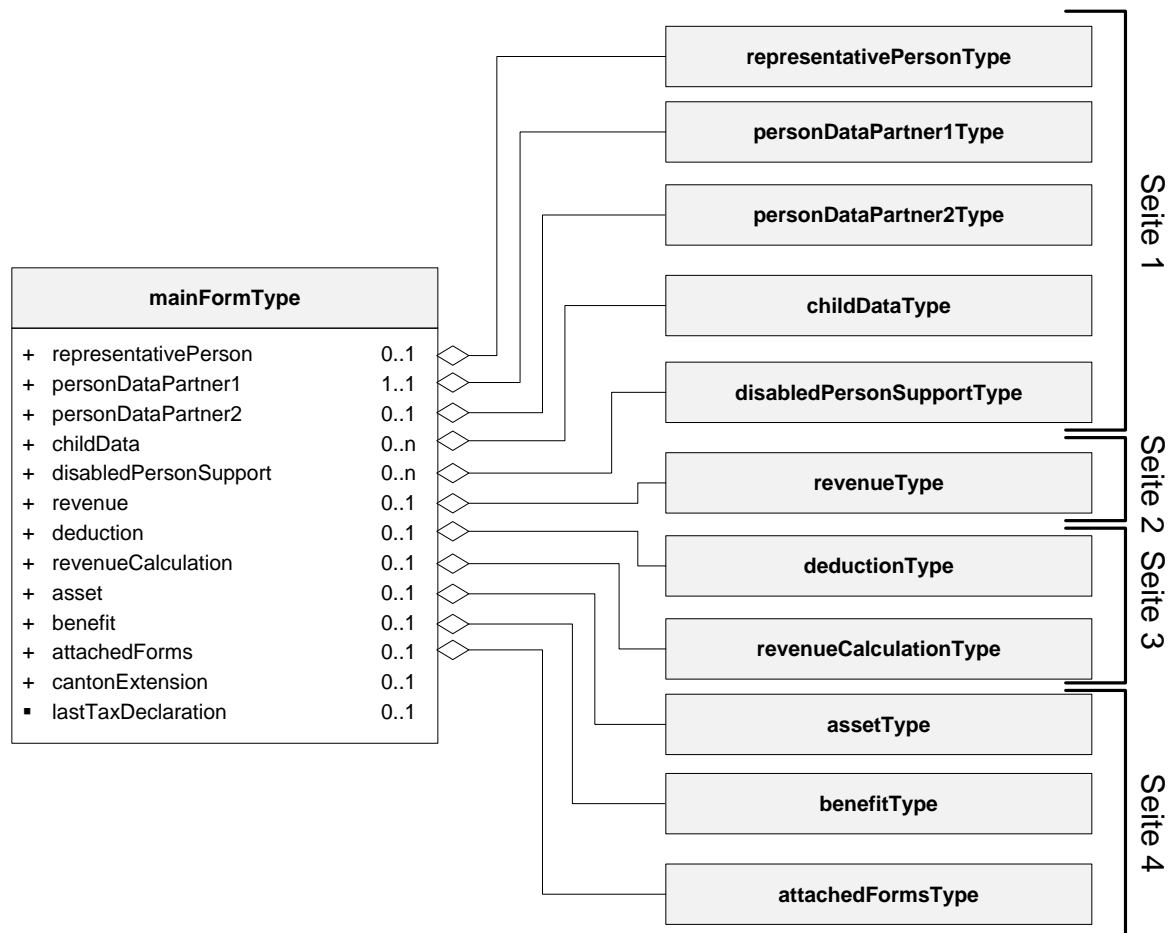 mainFormType
+ representativePerson 0..1
+ personDataPartner1 1..1
+ personDataPartner2 0..1
+ childData 0..n
+ disabledPersonSupport 0..n
+ revenue 0..1
+ deduction 0..1
+ revenueCalculation 0..1
+ asset 0..1
+ benefit 0..1
+ attachedForms 0..1
+ cantonExtension 0..1
▪ lastTaxDeclaration 0..1
representativePersonType
personDataPartner1Type
personDataPartner2Type
childDataType
disabledPersonSupportType
revenueType
deductionType
revenueCalculationType
assetType
benefitType
attachedFormsType
Seite 1
Seite 2
Seite 3
Seite 4